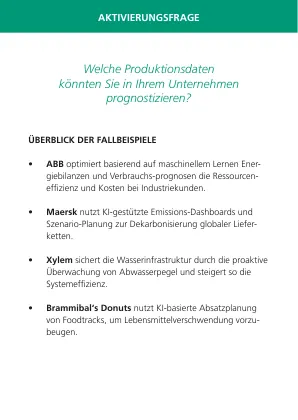 AKTIVIERUNGSFRAGE
Welche Produktionsdaten
könnten Sie in Ihrem Unternehmen
prognostizieren?
ÜBERBLICK DER FALLBEISPIELE
• ABB optimiert basierend auf maschinellem Lernen Ener-
giebilanzen und Verbrauchs-prognosen die Ressourcen-
effizienz und Kosten bei Industriekunden.
• Maersk nutzt KI-gestützte Emissions-Dashboards und
Szenario-Planung zur Dekarbonisierung globaler Liefer-
ketten.
• Xylem sichert die Wasserinfrastruktur durch die proaktive
Überwachung von Abwasserpegel und steigert so die
Systemeffizienz.
• Brammibal's Donuts nutzt KI-basierte Absatzplanung
von Foodtracks, um Lebensmittelverschwendung vorzu-
beugen.